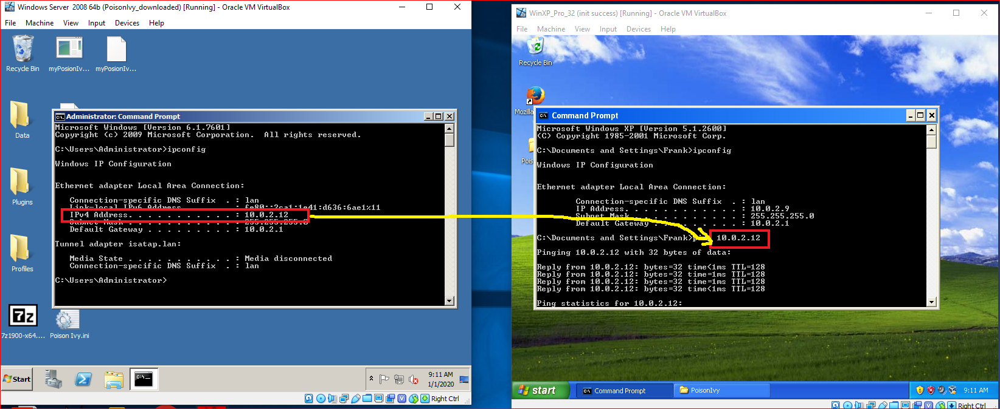 Windows Server 2008 64b (PoisonIvy_downloaded) [Running] - Oracle VM VirtualBox
File Machine View Input Devices Help
Recycle Bin
myPosionIv...
myPosionIv...
Data
Plugins
Profiles
7z
7z1900-x64....
Poison Ivy.ini
Administrator: Command Prompt
Microsoft Windows [Version 6.1.7601]
Copyright (c) 2009 Microsoft Corporation. All rights reserved.
C:\Users\Administrator>ipconfig
Windows IP Configuration
Ethernet adapter Local Area Connection:
Connection-specific DNS Suffix . : lan
Link-local IPv6 Address
IPv4 Address. . . . . . . . . . . : 10.0.2.12
Subnet Mask . . . . . . . . . . . : 255.255.255.0
Default Gateway . . . . . . . . . : 10.0.2.1
Tunnel adapter isatap.lan:
Media State . . . . . . . . . . . : Media disconnected
Connection-specific DNS Suffix . : lan
C:\Users\Administrator>
Start
9:11 AM
1/1/2020
Right Ctrl
WinXP_Pro_32 (init success) [Running] - Oracle VM VirtualBox
File Machine View Input Devices Help
Recycle Bin
Mozilla
Pois
Command Prompt
Microsoft Windows XP [Version 5.1.2600]
(C) Copyright 1985-2001 Microsoft Corp.
C:\Documents and Settings\Frank>ipconfig
Windows IP Configuration
Ethernet adapter Local Area Connection:
Connection-specific DNS Suffix . : lan
IP Address. . . . . . . . . . . . : 10.0.2.9
Subnet Mask . . . . . . . . . . . : 255.255.255.0
Default Gateway . . . . . . . . . : 10.0.2.1
C:\Documents and Settings\Frank>p 10.0.2.12
Pinging 10.0.2.12 with 32 bytes of data:
Reply from 10.0.2.12: bytes=32 time<1ms TTL=128
Reply from 10.0.2.12: bytes=32 time=1ms TTL=128
Reply from 10.0.2.12: bytes=32 time=1ms TTL=128
Reply from 10.0.2.12: bytes=32 time<1ms TTL=128
Ping statistics for 10.0.2.12:
start
Command Prompt
PoisonIvy
9:11 AM
Right Ctrl